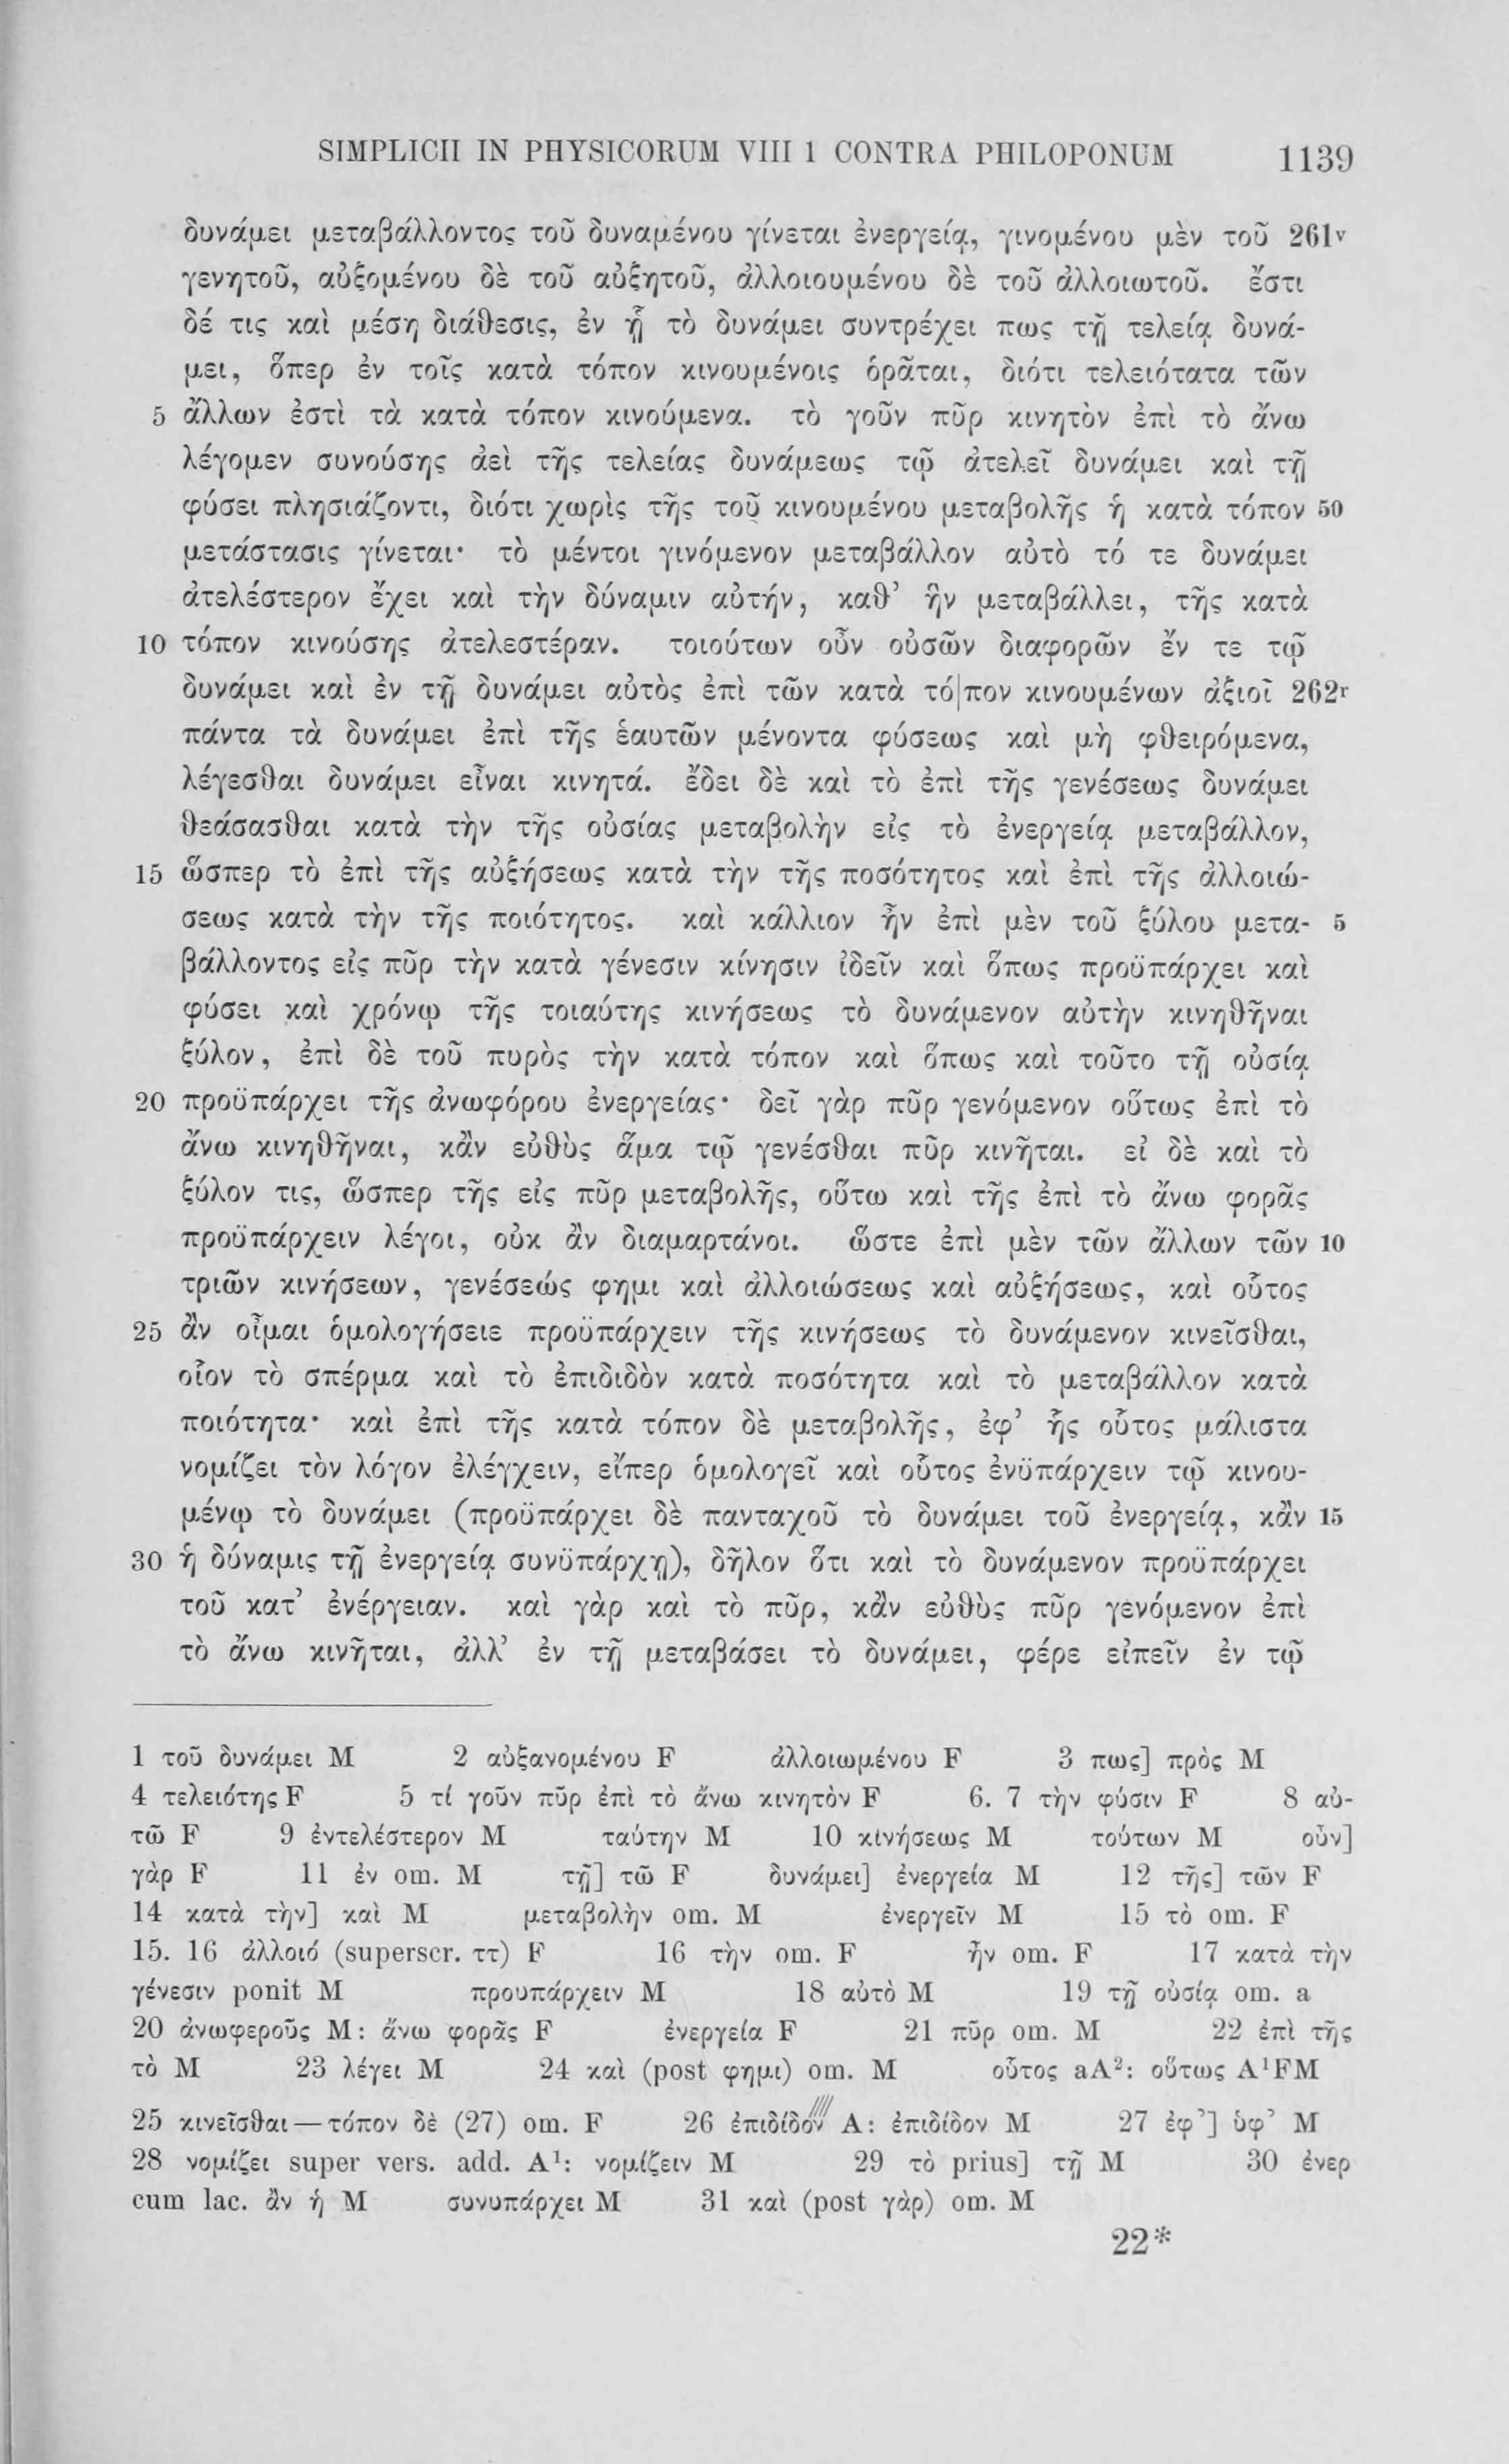 SIMPLICII IN PHYSICORUM VIII 1 CONTRA PHILOPONUM 1139
δυνάμει μεταβάλλοντος τοῦ δυναμένου γίνεται ἐνεργείᾳ, γινομένου μὲν τοῦ 261v
γενητοῦ, αὐξομένου δὲ τοῦ αὐξητοῦ, ἀλλοιουμένου δὲ τοῦ ἀλλοιωτοῦ. ἔστι
δέ τις καὶ μέση διάθεσις, ἐν ᾗ τὸ δυνάμει συντρέχει πως τῇ τελείᾳ δυνά-
μει, ὅπερ ἐν τοῖς κατὰ τόπον κινουμένοις ὁρᾶται, διότι τελειότατα τῶν
5 ἄλλων ἐστὶ τὰ κατὰ τόπον κινούμενα. τὸ γοῦν πῦρ κινητὸν ἐπὶ τὸ ἄνω
λέγομεν συνούσης ἀεὶ τῆς τελείας δυνάμεως τῷ ἀτελεῖ δυνάμει καὶ τῇ
φύσει πλησιάζοντι, διότι χωρὶς τῆς τοῦ κινουμένου μεταβολῆς ἡ κατὰ τόπον 50
μετάστασις γίνεται· τὸ μέντοι γινόμενον μεταβάλλον αὐτὸ τό τε δυνάμει
ἀτελέστερον ἔχει καὶ τὴν δύναμιν αὐτήν, καθ’ ἣν μεταβάλλει, τῆς κατὰ
10 τόπον κινούσης ἀτελεστέραν. τοιούτων οὖν οὐσῶν διαφορῶν ἔν τε τῷ
δυνάμει καὶ ἐν τῇ δυνάμει αὐτὸς ἐπὶ τῶν κατὰ τό|πον κινουμένων ἀξιοῖ 262r
πάντα τὰ δυνάμει ἐπὶ τῆς ἑαυτῶν μένοντα φύσεως καὶ μὴ φθειρόμενα,
λέγεσθαι δυνάμει εἶναι κινητά. ἔδει δὲ καὶ τὸ ἐπὶ τῆς γενέσεως δυνάμει
θεάσασθαι κατὰ τὴν τῆς οὐσίας μεταβολὴν εἰς τὸ ἐνεργείᾳ μεταβάλλον,
15 ὥσπερ τὸ ἐπὶ τῆς αὐξήσεως κατὰ τὴν τῆς ποσότητος καὶ ἐπὶ τῆς ἀλλοιώ-
σεως κατὰ τὴν τῆς ποιότητος. καὶ κάλλιον ἦν ἐπὶ μὲν τοῦ ξύλου μετα- 5
βάλλοντος εἰς πῦρ τὴν κατὰ γένεσιν κίνησιν ἰδεῖν καὶ ὅπως προϋπάρχει καὶ
φύσει καὶ χρόνῳ τῆς τοιαύτης κινήσεως τὸ δυνάμενον αὐτὴν κινηθῆναι
ξύλον, ἐπὶ δὲ τοῦ πυρὸς τὴν κατὰ τόπον καὶ ὅπως καὶ τοῦτο τῇ οὐσίᾳ
20 προϋπάρχει τῆς ἀνωφόρου ἐνεργείας· δεῖ γὰρ πῦρ γενόμενον οὕτως ἐπὶ τὸ
ἄνω κινηθῆναι, κἂν εὐθὺς ἅμα τῷ γενέσθαι πῦρ κινῆται. εἰ δὲ καὶ τὸ
ξύλον τις, ὥσπερ τῆς εἰς πῦρ μεταβολῆς, οὕτω καὶ τῆς ἐπὶ τὸ ἄνω φορᾶς
προϋπάρχειν λέγοι, οὐκ ἂν διαμαρτάνοι. ὥστε ἐπὶ μὲν τῶν ἄλλων τῶν 10
τριῶν κινήσεων, γενέσεώς φημι καὶ ἀλλοιώσεως καὶ αὐξήσεως, καὶ οὗτος
25 ἂν οἶμαι ὁμολογήσειε προϋπάρχειν τῆς κινήσεως τὸ δυνάμενον κινεῖσθαι,
οἷον τὸ σπέρμα καὶ τὸ ἐπιδιδὸν κατὰ ποσότητα καὶ τὸ μεταβάλλον κατὰ
ποιότητα· καὶ ἐπὶ τῆς κατὰ τόπον δὲ μεταβολῆς, ἐφ’ ἧς οὗτος μάλιστα
νομίζει τὸν λόγον ἐλέγχειν, εἴπερ ὁμολογεῖ καὶ οὗτος ἐνϋπάρχειν τῷ κινου-
μένῳ τὸ δυνάμει (προϋπάρχει δὲ πανταχοῦ τὸ δυνάμει τοῦ ἐνεργείᾳ, κἂν 15
30 ἡ δύναμις τῇ ἐνεργείᾳ συνϋπάρχῃ), δῆλον ὅτι καὶ τὸ δυνάμενον προϋπάρχει
τοῦ κατ’ ἐνέργειαν. καὶ γὰρ καὶ τὸ πῦρ, κἂν εὐθὺς πῦρ γενόμενον ἐπὶ
τὸ ἄνω κινῆται, ἀλλ’ ἐν τῇ μεταβάσει τὸ δυνάμει, φέρε εἰπεῖν ἐν τῷ
1 τοῦ δυνάμει M 2 αὐξανομένου F ἀλλοιωμένου F 3 πως] πρὸς M
4 τελειότης F 5 τί γοῦν πῦρ ἐπὶ τὸ ἄνω κινητὸν F 6. 7 τὴν φύσιν F 8 αὐ-
τῶ F 9 ἐντελέστερον M ταύτην M 10 κινήσεως M τούτων M οὖν]
γὰρ F 11 ἐν om. M τῇ] τῶ F δυνάμει] ἐνεργεία M 12 τῆς] τῶν F
14 κατὰ τὴν] καὶ M μεταβολὴν om. M ἐνεργεῖν M 15 τὸ om. F
15. 16 ἀλλοιό (superscr. ττ) F 16 τὴν om. F ἦν om. F 17 κατὰ τὴν
γένεσιν ponit M προυπάρχειν M 18 αὐτὸ M 19 τῇ οὐσίᾳ om. a
20 ἀνωφεροῦς M: ἄνω φορᾶς F ἐνεργεία F 21 πῦρ om. M 22 ἐπὶ τῆς
τὸ M 23 λέγει M 24 καὶ (post φημι) om. M οὗτος aA²: οὕτως A¹FM
25 κινεῖσθαι—τόπον δὲ (27) om. F 26 ἐπιδίδον A: ἐπιδίδον M 27 ἐφ’] ὑφ’ M
28 νομίζει super vers. add. A¹: νομίζειν M 29 τὸ prius] τῇ M 30 ἐνερ
cum lac. ἂν ἡ M συνυπάρχει M 31 καὶ (post γὰρ) om. M
22*